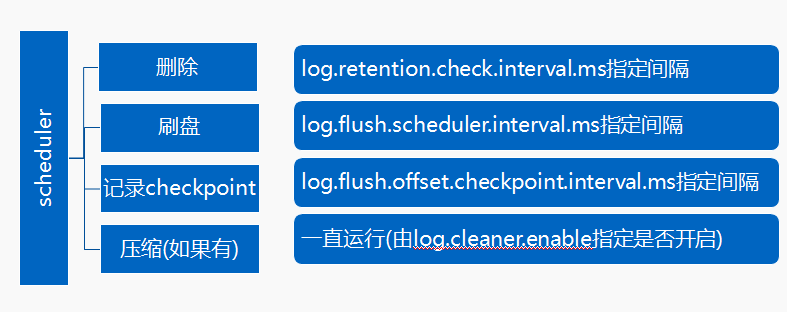 scheduler
删除
log.retention.check.interval.ms指定间隔
刷盘
log.flush.scheduler.interval.ms指定间隔
记录checkpoint
log.flush.offset.checkpoint.interval.ms指定间隔
压缩(如果有)
一直运行(由log.cleaner.enable指定是否开启)